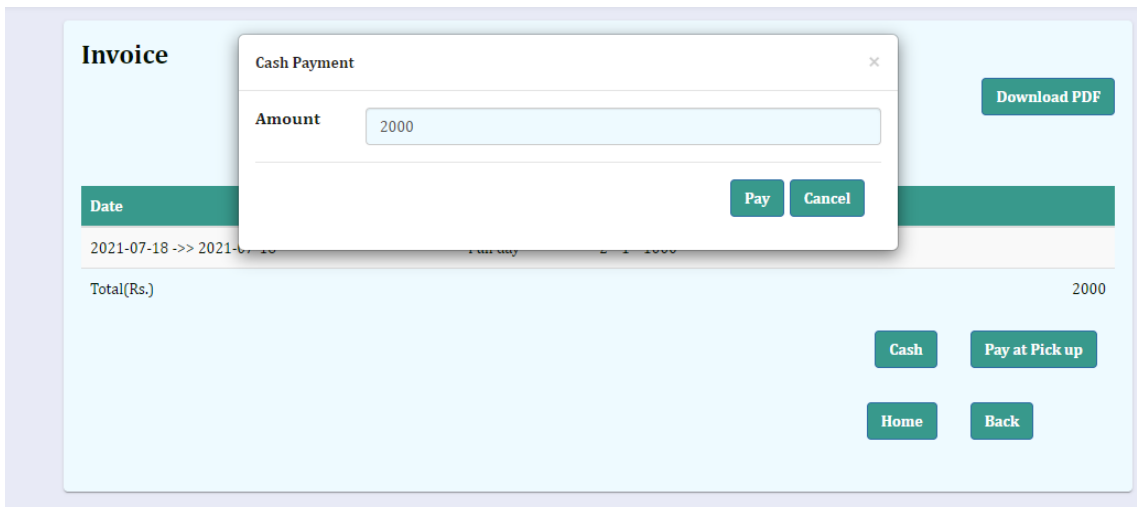 Invoice
Cash Payment
×
Download PDF
Amount
2000
Pay
Cancel
Date
2021-07-18 ->> 2021-
Total(Rs.)
2000
Cash
Pay at Pick up
Home
Back